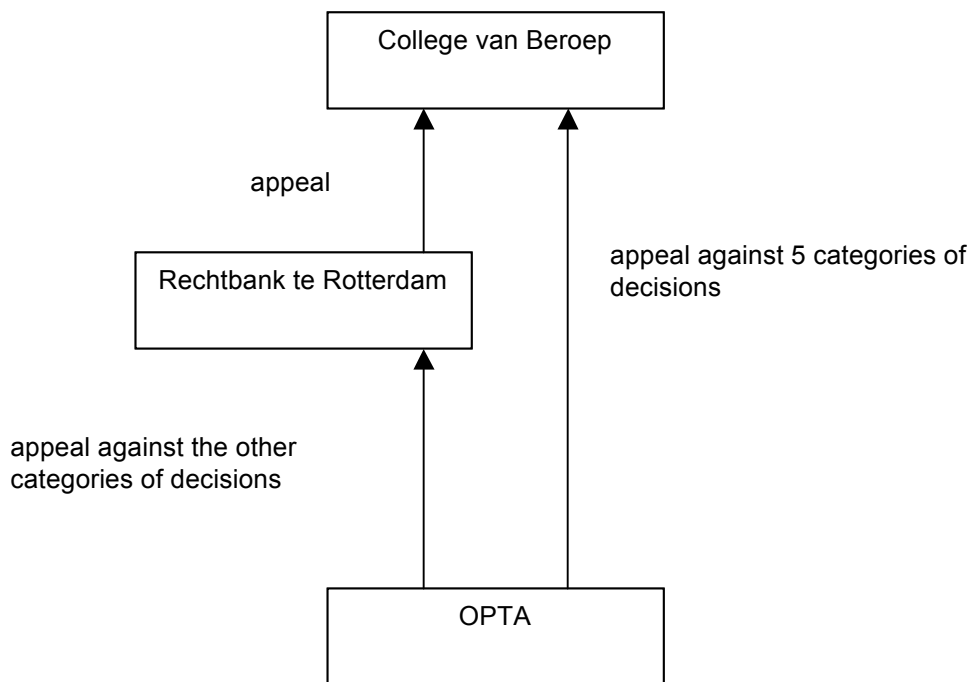 College van Beroep
appeal
Rechtbank te Rotterdam
appeal against 5 categories of
decisions
appeal against the other
categories of decisions
OPTA